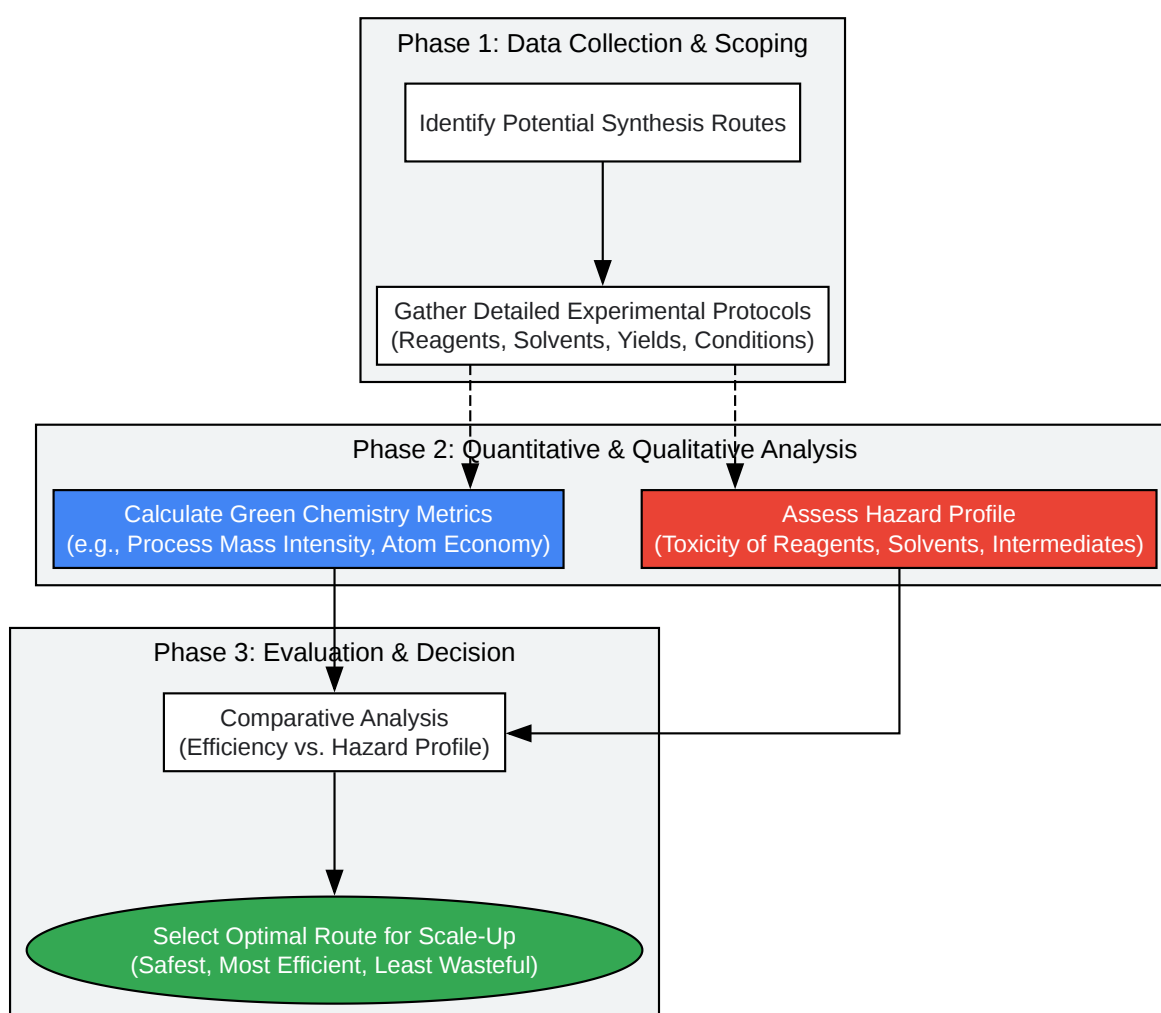 Phase 1: Data Collection & Scoping
Identify Potential Synthesis Routes
Gather Detailed Experimental Protocols
(Reagents, Solvents, Yields, Conditions)
Phase 2: Quantitative & Qualitative Analysis
Calculate Green Chemistry Metrics
(e.g., Process Mass Intensity, Atom Economy)
Assess Hazard Profile
(Toxicity of Reagents, Solvents, Intermediates)
Phase 3: Evaluation & Decision
Comparative Analysis
(Efficiency vs. Hazard Profile)
Select Optimal Route for Scale-Up
(Safest, Most Efficient, Least Wasteful)